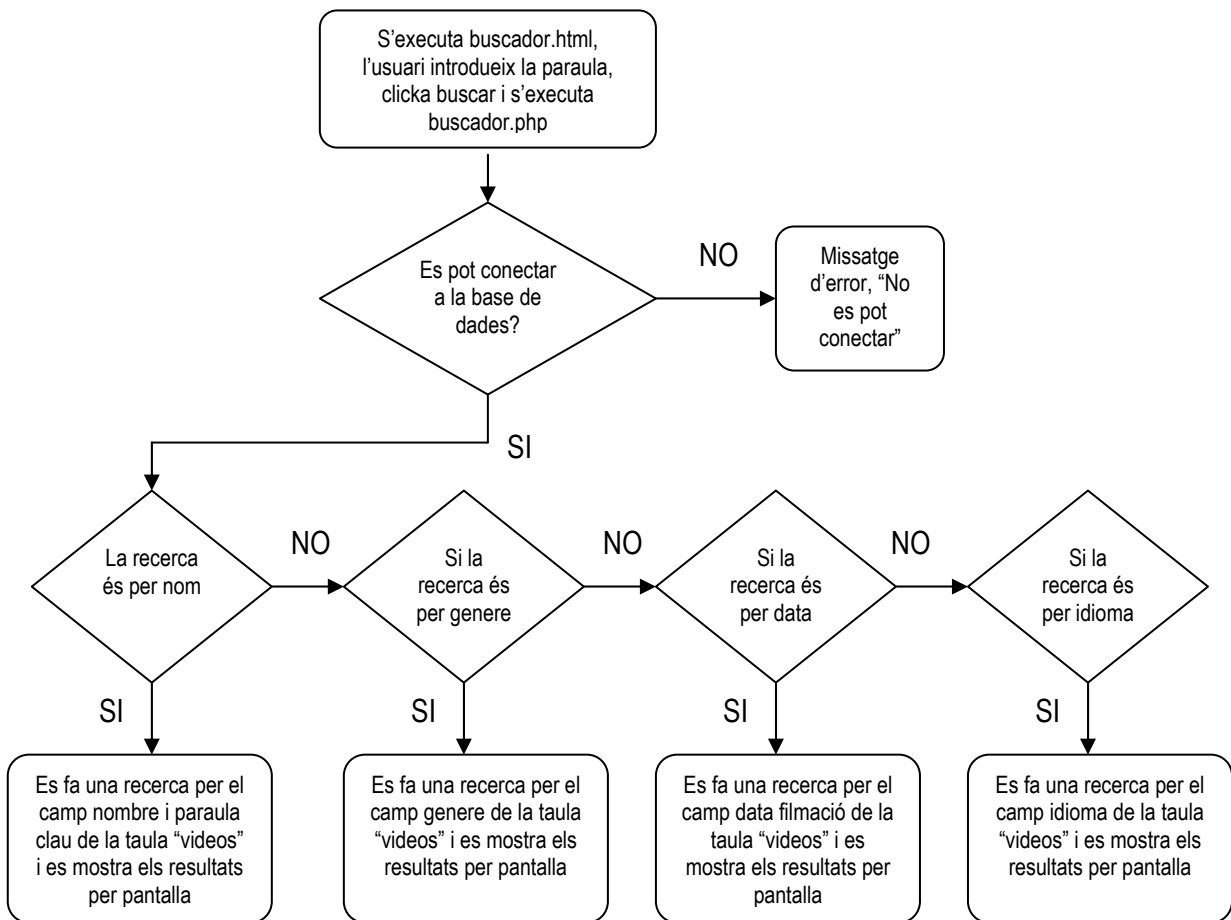 S’executa buscador.html,
l’usuari introdueix la paraula,
clicka buscar i s’executa
buscador.php
Es pot conectar
a la base de
dades?
NO
Missatge
d’error, “No
es pot
conectar”
SI
La recerca
és per nom
NO
Si la
recerca és
per genere
NO
Si la
recerca és
per data
NO
Si la
recerca és
per idioma
SI
SI
SI
SI
Es fa una recerca per el
camp nombre i paraula
clau de la taula “videos”
i es mostra els resultats
per pantalla
Es fa una recerca per el
camp genere de la taula
“videos” i es mostra els
resultats per pantalla
Es fa una recerca per el
camp data filmació de la
taula “videos” i es
mostra els resultats per
pantalla
Es fa una recerca per el
camp idioma de la taula
“videos” i es mostra els
resultats per pantalla